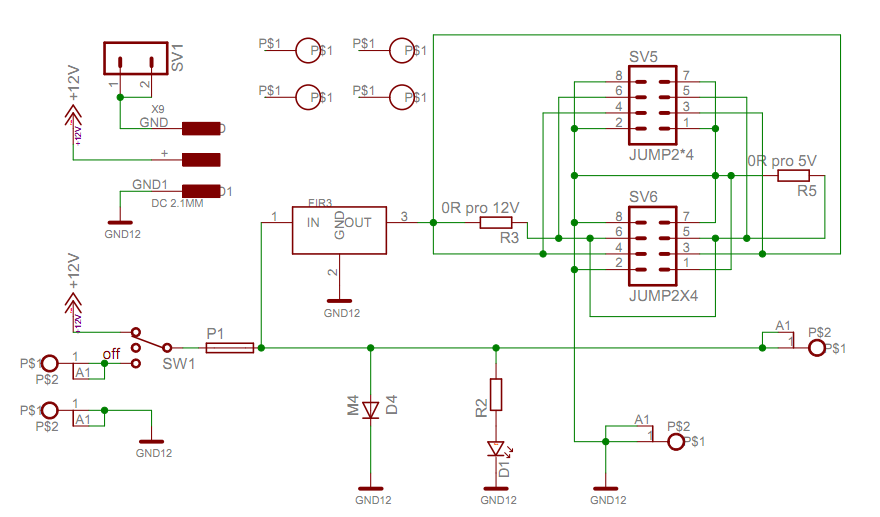 SV1
1
2
+12V
+12V
X9
GND
+
GND1
DC 2.1MM
GND12
P$1
P$1
P$1
P$1
P$1
P$1
P$1
P$1
SV5
8
7
6
5
4
3
2
1
JUMP2*4
FIR3
1
IN
GND
OUT
3
2
GND12
0R pro 12V
R3
0R pro 5V
R5
SV6
8
7
6
5
4
3
2
1
JUMP2X4
+12V
off
SW1
P1
P$1
P$2
1
A1
P$1
P$2
1
A1
GND12
M4
D4
GND12
R2
D1
GND12
A1
1
P$2
P$1
A1
1
P$2
P$1
GND12